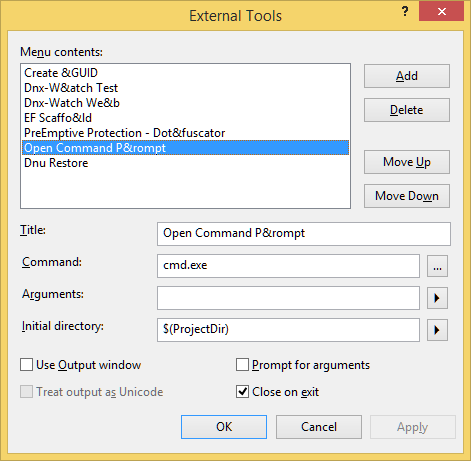 External Tools
? x
Menu contents:
Create &GUID
Dnx-W&atch Test
Dnx-Watch We&b
EF Scaffo&ld
PreEmptive Protection - Dot&fuscator
Open Command P&rompt
Dnu Restore
Add
Delete
Move Up
Move Down
Title:
Open Command P&rompt
Command:
cmd.exe
...
Arguments:
Initial directory:
$(ProjectDir)
Use Output window
Prompt for arguments
Treat output as Unicode
Close on exit
OK
Cancel
Apply